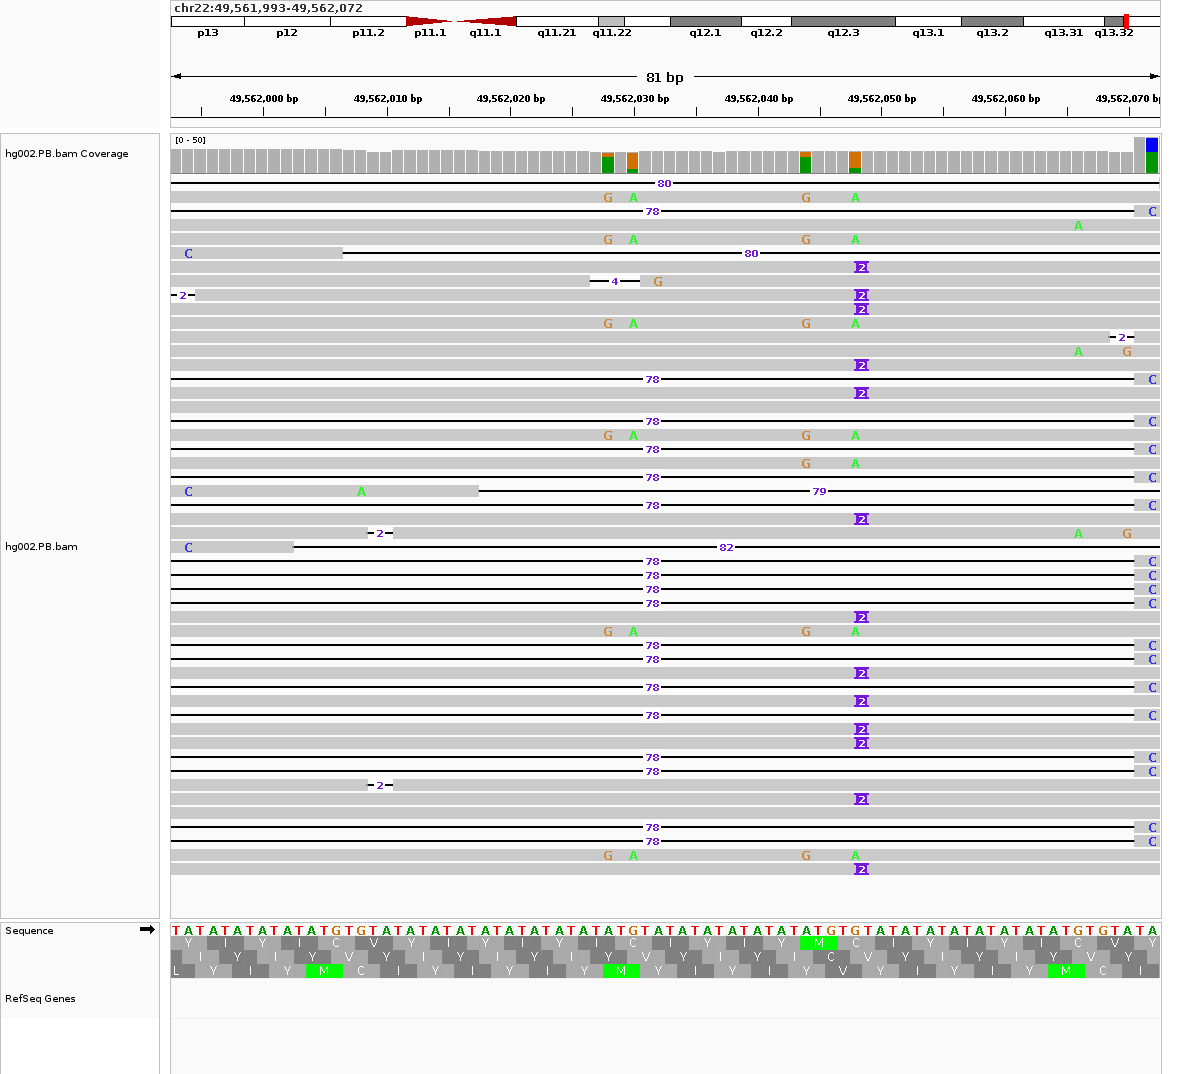 chr22:49,561,993-49,562,072
p13 p12 p11.2 p11.1 q11.1 q11.21 q11.22 q12.1 q12.2 q12.3 q13.1 q13.2 q13.31 q13.32
81 bp
49,562,000 bp 49,562,010 bp 49,562,020 bp 49,562,030 bp 49,562,040 bp 49,562,050 bp 49,562,060 bp 49,562,070 bp
[0 - 50]
hg002.PB.bam Coverage
80
G A G A
78 C
A
G A G A
C 80
2
4 G
2 2
2
G A G A
2
A G
2
78 C
2
78 C
G A G A
78 C
G A
78 C
C A 79
78 C
2
2 A G
hg002.PB.bam C 82
78 C
78 C
78 C
78 C
2
G A G A
78 C
78 C
2
78 C
2
78 C
2
2
78 C
78 C
2
2
78 C
78 C
G A G A
2
Sequence TATATATATATATGTGTATATATATATATATATATATGTATATATATATATATGTGTATATATATATATATATGTGTATA
Y I Y I C V Y I Y I Y I C I Y I Y M C I Y I Y I C V Y
I Y I Y V Y I Y I Y I Y V Y I Y I C V Y I Y I Y V Y
L Y I Y M C I Y I Y I Y M Y I Y I Y V Y I Y I Y M C I
RefSeq Genes